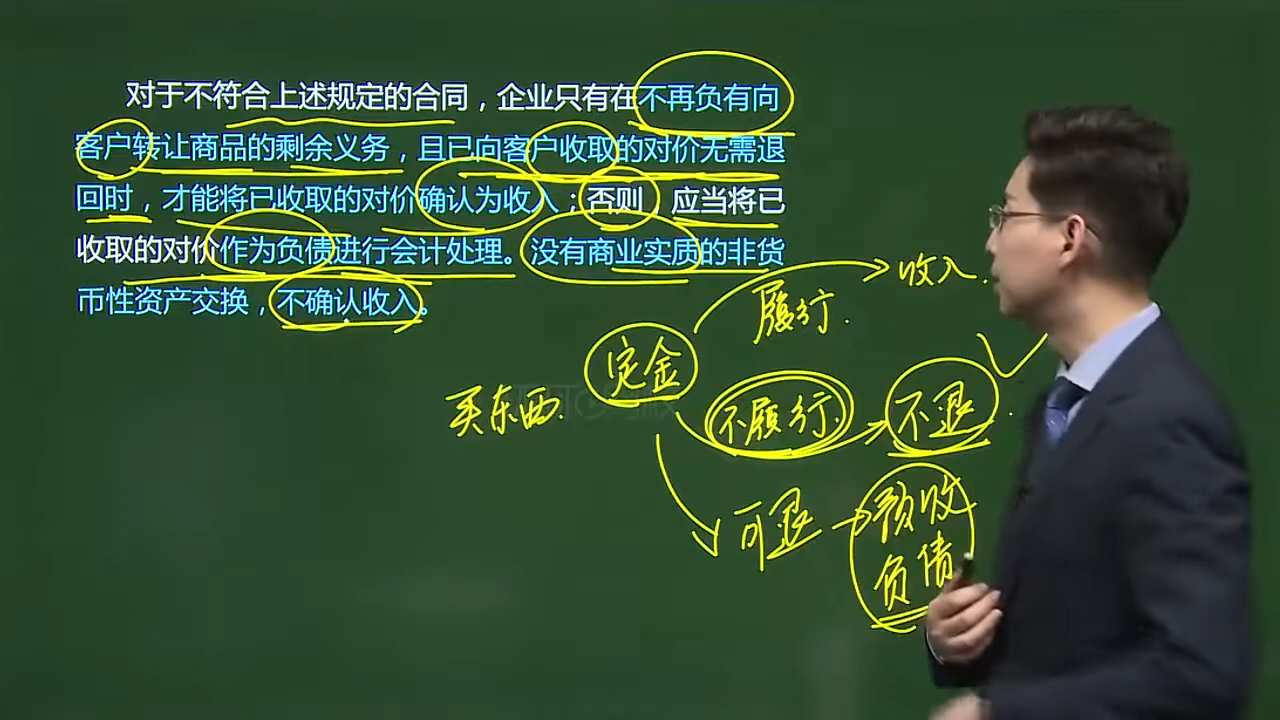 对于不符合上述规定的合同，企业只有在不再负有向
客户转让商品的剩余义务，且已向客户收取的对价无需退
回时，才能将已收取的对价确认为收入；否则，应当将已
收取的对价作为负债进行会计处理。没有商业实质的非货
币性资产交换，不确认收入。
收入
履行
定金
买东西
不履行
不退
可退
预收
负债